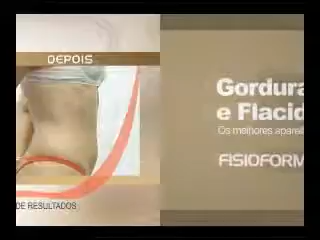 DEPOIS
DE RESULTADOS
Gordura
e Flacid
Os melhores aparel
FISIOFORM